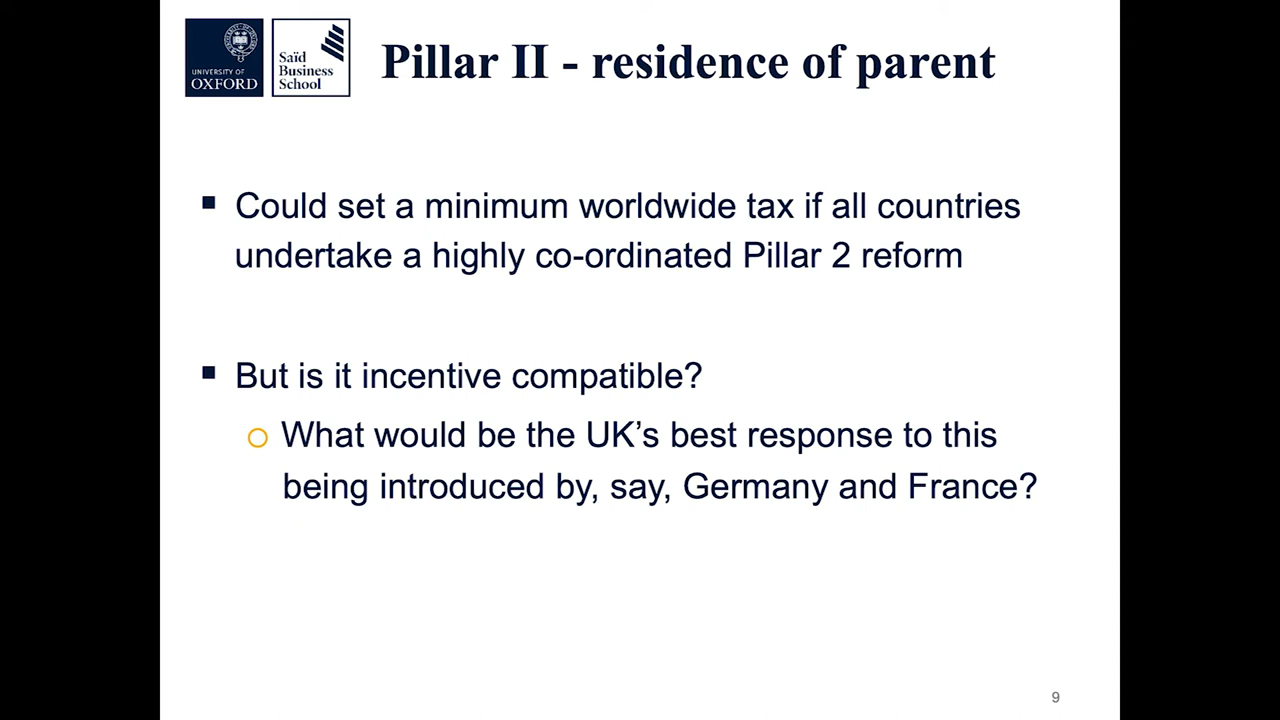 UNIVERSITY OF
OXFORD
Saïd
Business
School
Pillar II - residence of parent
Could set a minimum worldwide tax if all countries
undertake a highly co-ordinated Pillar 2 reform
But is it incentive compatible?
What would be the UK’s best response to this
being introduced by, say, Germany and France?
9